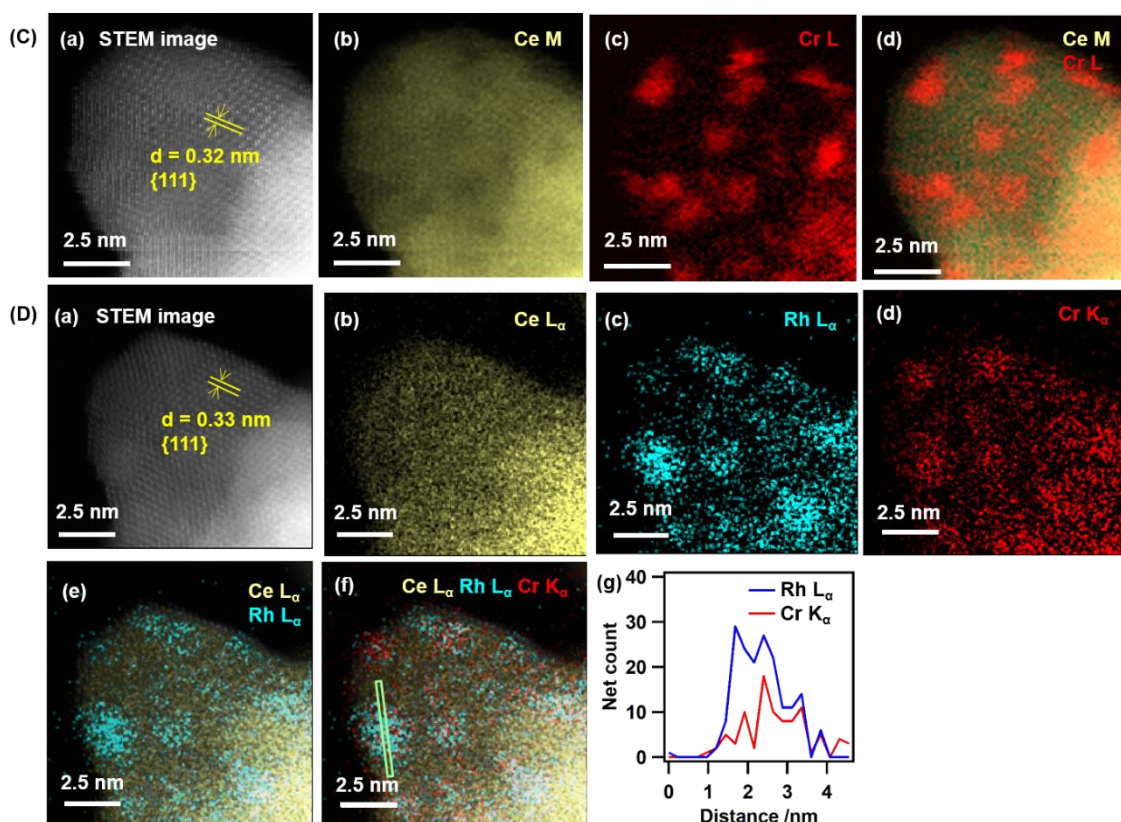 (C)
(a) STEM image
d = 0.32 nm
{111}
2.5 nm
(b) Ce M
2.5 nm
(c) Cr L
2.5 nm
(d) Ce M
Cr L
2.5 nm
(D)
(a) STEM image
d = 0.33 nm
{111}
2.5 nm
(b) Ce Lα
2.5 nm
(c) Rh Lα
2.5 nm
(d) Cr Kα
2.5 nm
(e) Ce Lα
Rh Lα
2.5 nm
(f) Ce Lα Rh Lα Cr Kα
2.5 nm
(g)
Rh Lα
Cr Kα
Net count
40
30
20
10
0
0 1 2 3 4
Distance /nm